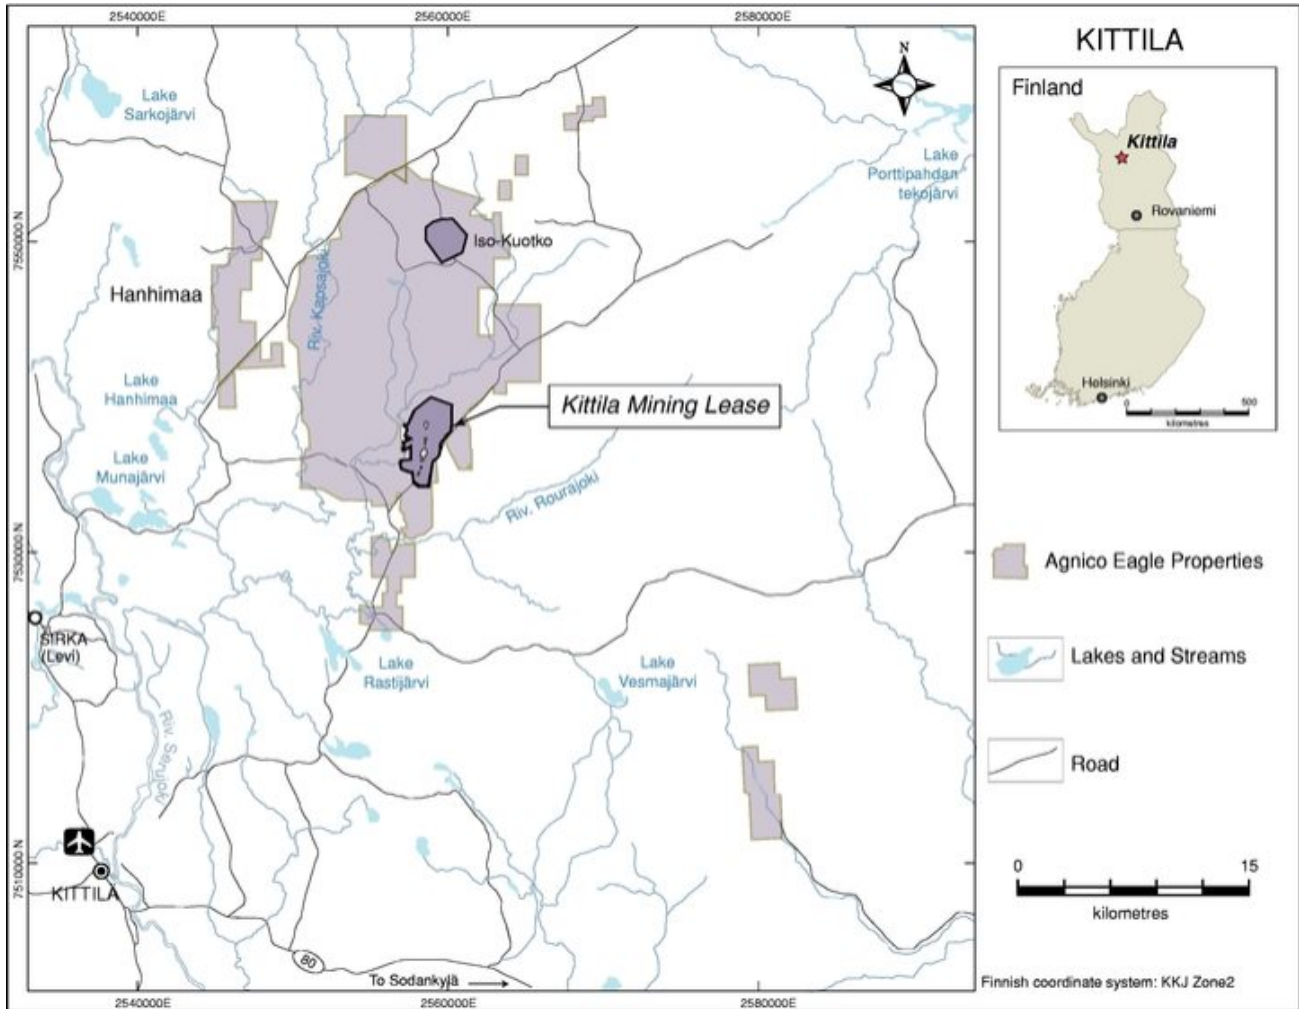 2540000E
2560000E
2580000E
KITTILA
N
Finland
Lake
Sarkojärvi
Kittila
Lake
Porttipahdan
tekojärvi
Rovaniemi
7550000 N
Iso-Kuotko
Hanhimaa
Riv. Kapsajoki
Lake
Hanhimaa
Helsinki
0
500
kilometres
Kittila Mining Lease
Lake
Munajärvi
Riv. Rourajoki
7530000 N
Agnico Eagle Properties
SIRKA
(Levi)
Lake
Rastijärvi
Lake
Vesmajärvi
Lakes and Streams
Road
7510000 N
KITTILA
0
15
kilometres
80
To Sodankylä
Finnish coordinate system: KKJ Zone2
2540000E
2560000E
2580000E